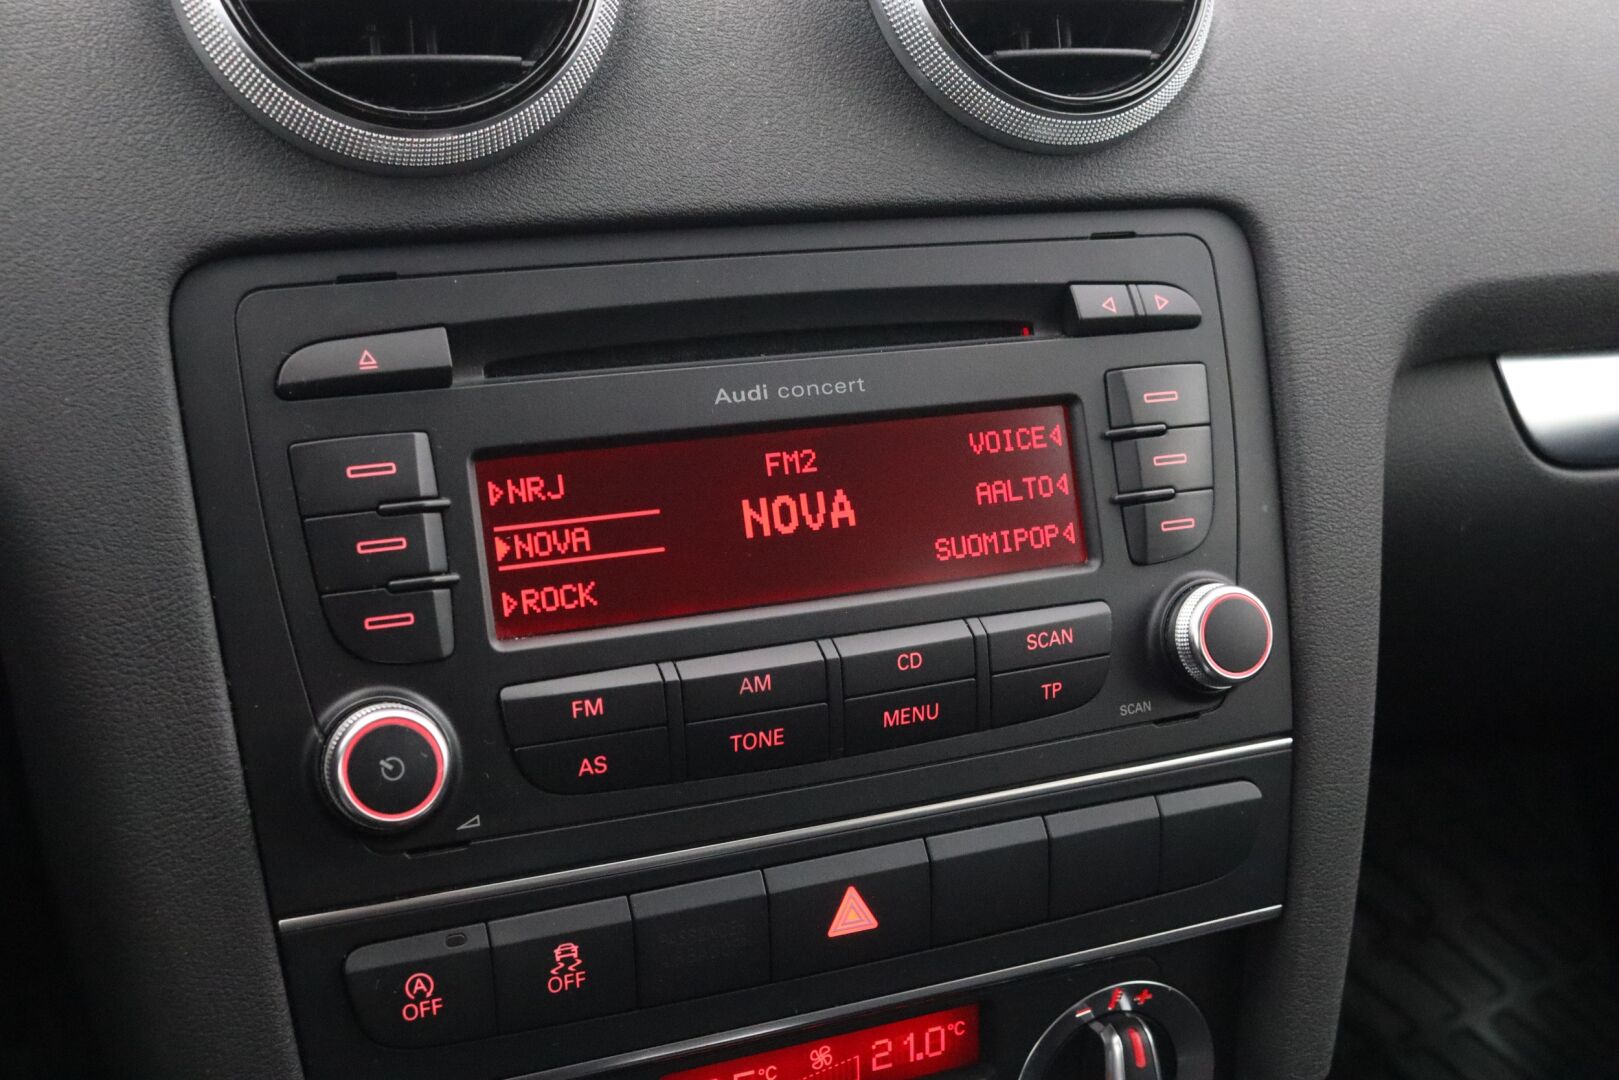 Audi concert
FM2
NRJ
NOVA
ROCK
NOVA
VOICE
AALTO
SUOMIPOP
FM
AM
CD
SCAN
AS
TONE
MENU
TP
SCAN
A
OFF
OFF
°C
21.0°C